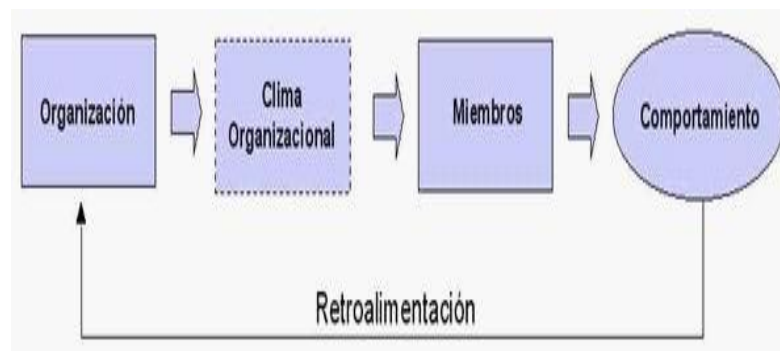 Organización
Clima
Organizacional
Miembros
Comportamiento
Retroalimentación